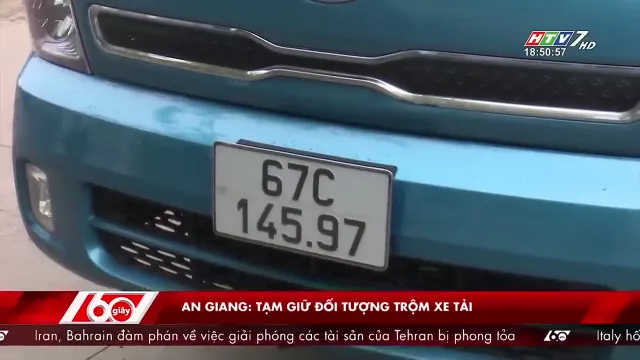 HTV7 HD
18:50:57
67C
145.97
60 giây
AN GIANG: TẠM GIỮ ĐỐI TƯỢNG TRỘM XE TẢI
Iran, Bahrain đàm phán về việc giải phóng các tài sản của Tehran bị phong tỏa 60 Italy